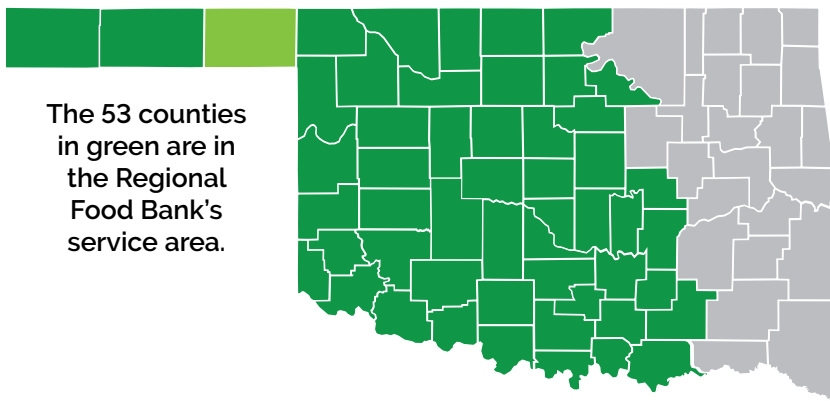 The 53 counties
in green are in
the Regional
Food Bank's
service area.